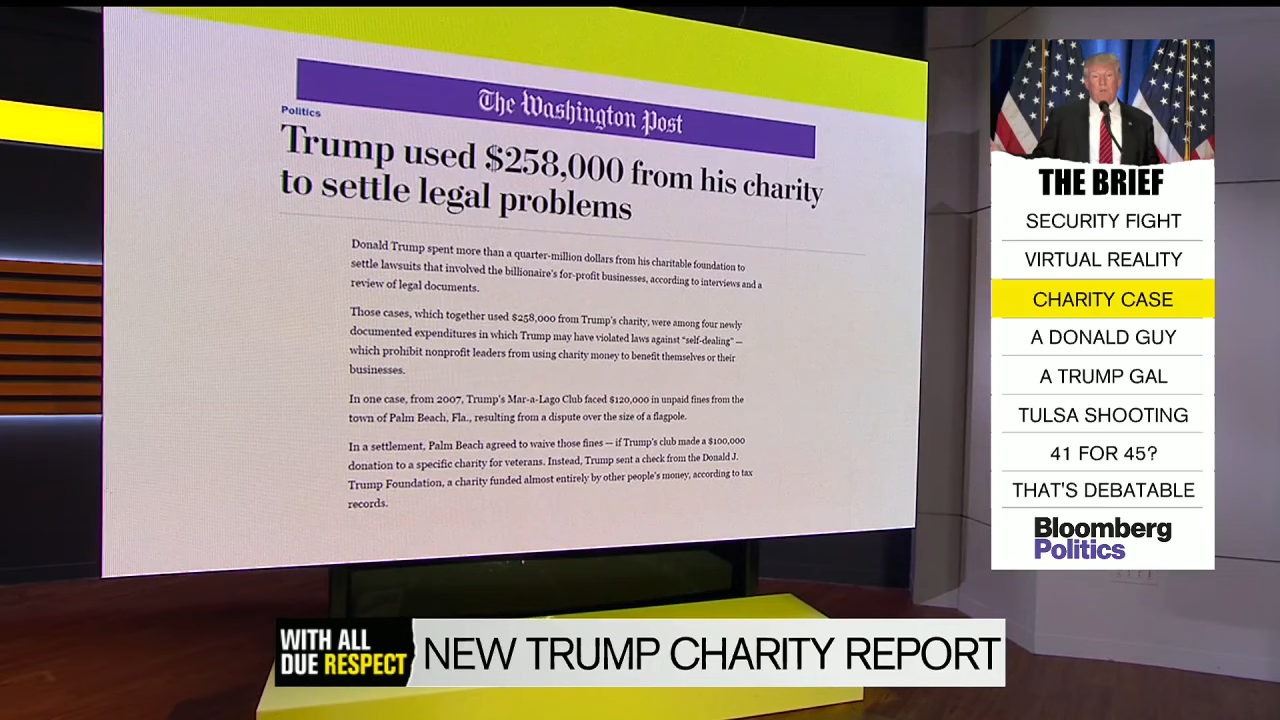 The Washington Post
Politics
Trump used $258,000 from his charity
to settle legal problems
Donald Trump spent more than a quarter-million dollars from his charitable foundation to
settle lawsuits that involved the billionaire's for-profit businesses, according to interviews and a
review of legal documents.
Those cases, which together used $258,000 from Trump's charity, were among four newly
documented expenditures in which Trump may have violated laws against "self-dealing" —
which prohibit nonprofit leaders from using charity money to benefit themselves or their
businesses.
In one case, from 2007, Trump's Mar-a-Lago Club faced $120,000 in unpaid fines from the
town of Palm Beach, Fla., resulting from a dispute over the size of a flagpole.
In a settlement, Palm Beach agreed to waive those fines — if Trump's club made a $100,000
donation to a specific charity for veterans. Instead, Trump sent a check from the Donald J.
Trump Foundation, a charity funded almost entirely by other people's money, according to tax
records.
THE BRIEF
SECURITY FIGHT
VIRTUAL REALITY
CHARITY CASE
A DONALD GUY
A TRUMP GAL
TULSA SHOOTING
41 FOR 45?
THAT'S DEBATABLE
Bloomberg
Politics
WITH ALL
DUE RESPECT
NEW TRUMP CHARITY REPORT